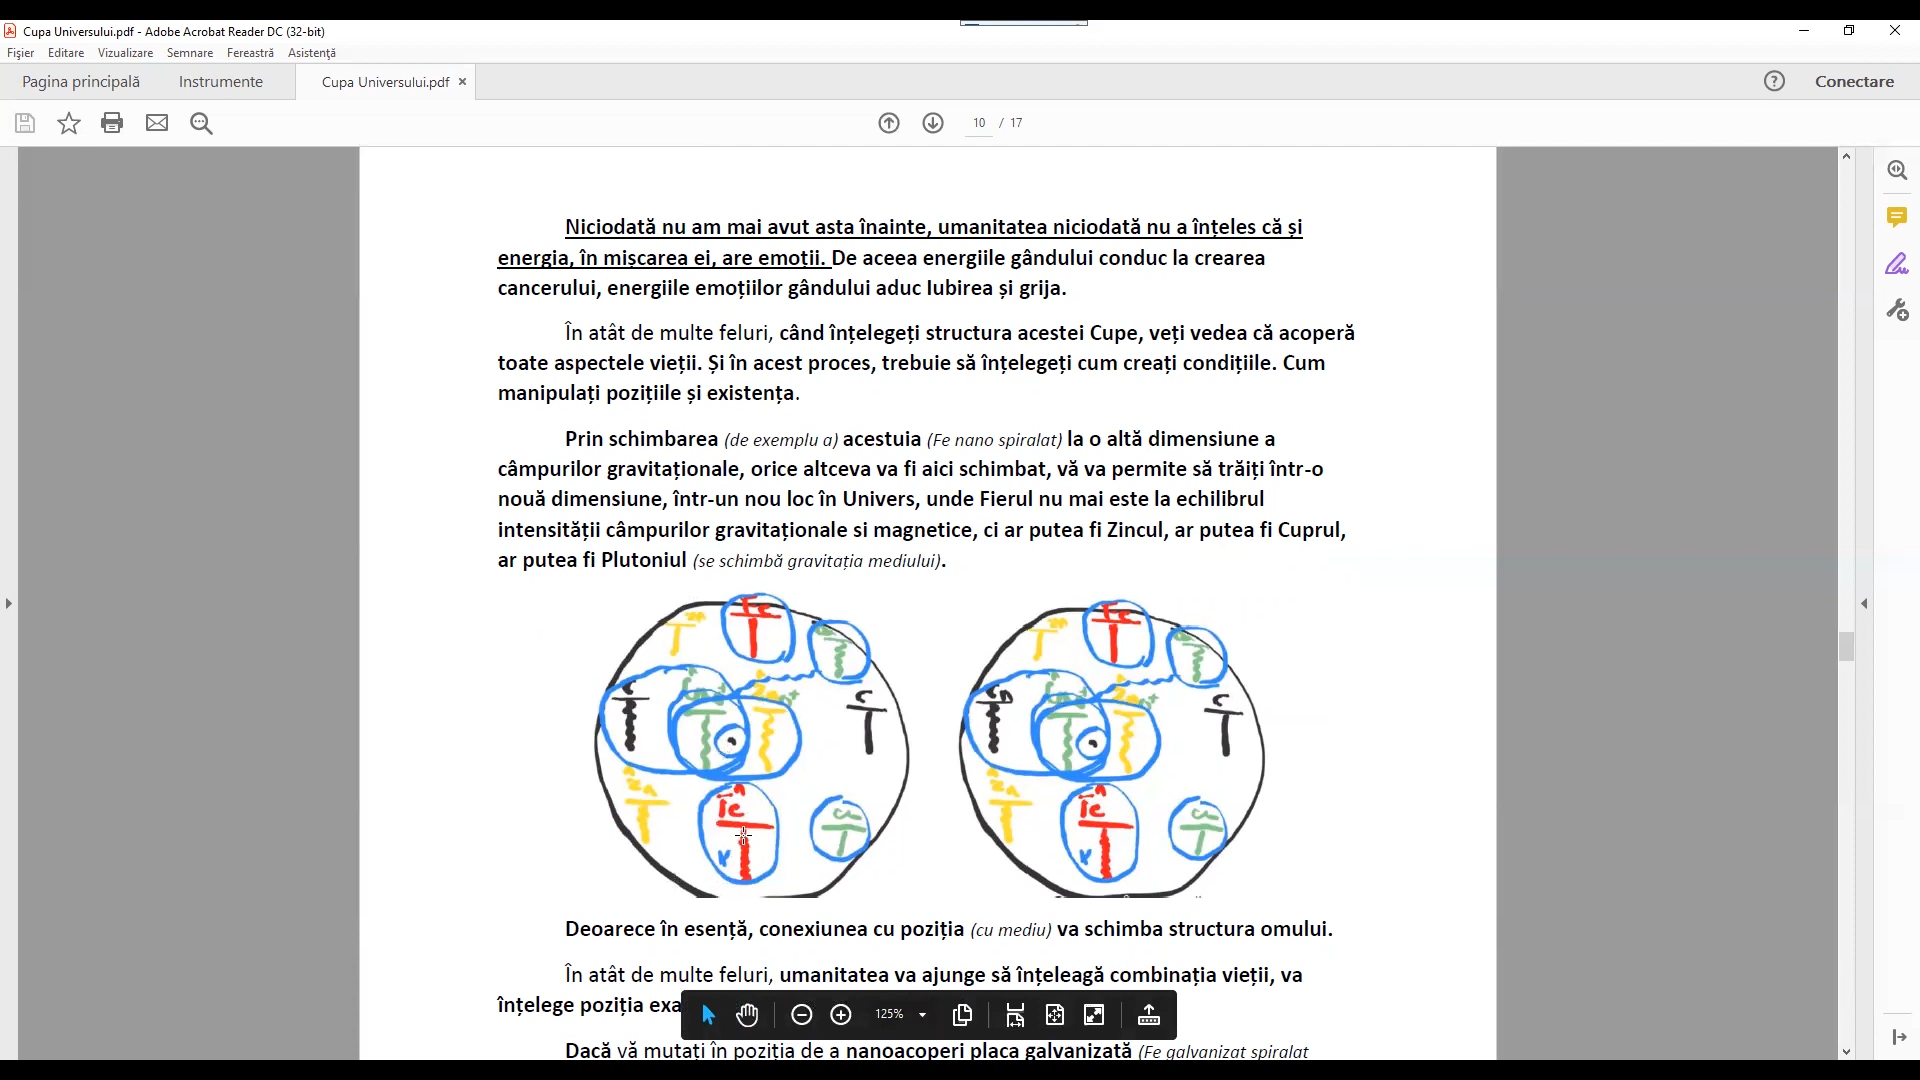 Cupa Universului.pdf - Adobe Acrobat Reader DC (32-bit)
Fișier Editare Vizualizare Semnare Fereastră Asistență
Pagina principală Instrumente Cupa Universului.pdf × Conectare
10 / 17
Niciodată nu am mai avut asta înainte, umanitatea niciodată nu a înțeles că și
energia, în mișcarea ei, are emoții. De aceea energiile gândului conduc la crearea
cancerului, energiile emoțiilor gândului aduc Iubirea și grija.
În atât de multe feluri, când înțelegeți structura acestei Cupe, veți vedea că acoperă
toate aspectele vieții. Și în acest proces, trebuie să înțelegeți cum creați condițiile. Cum
manipulați pozițiile și existența.
Prin schimbarea (de exemplu a) acestuia (Fe nano spiralat) la o altă dimensiune a
câmpurilor gravitaționale, orice altceva va fi aici schimbat, vă va permite să trăiți într-o
nouă dimensiune, într-un nou loc în Univers, unde Fierul nu mai este la echilibrul
intensității câmpurilor gravitaționale si magnetice, ci ar putea fi Zincul, ar putea fi Cuprul,
ar putea fi Plutoniul (se schimbă gravitația mediului).
Fe Fe
c c
Deoarece în esență, conexiunea cu poziția (cu mediu) va schimba structura omului.
În atât de multe feluri, umanitatea va ajunge să înțeleagă combinația vieții, va
înțelege poziția exa
125%
Dacă vă mutați în poziția de a nanoacoperi placa galvanizată (Fe galvanizat spiralat